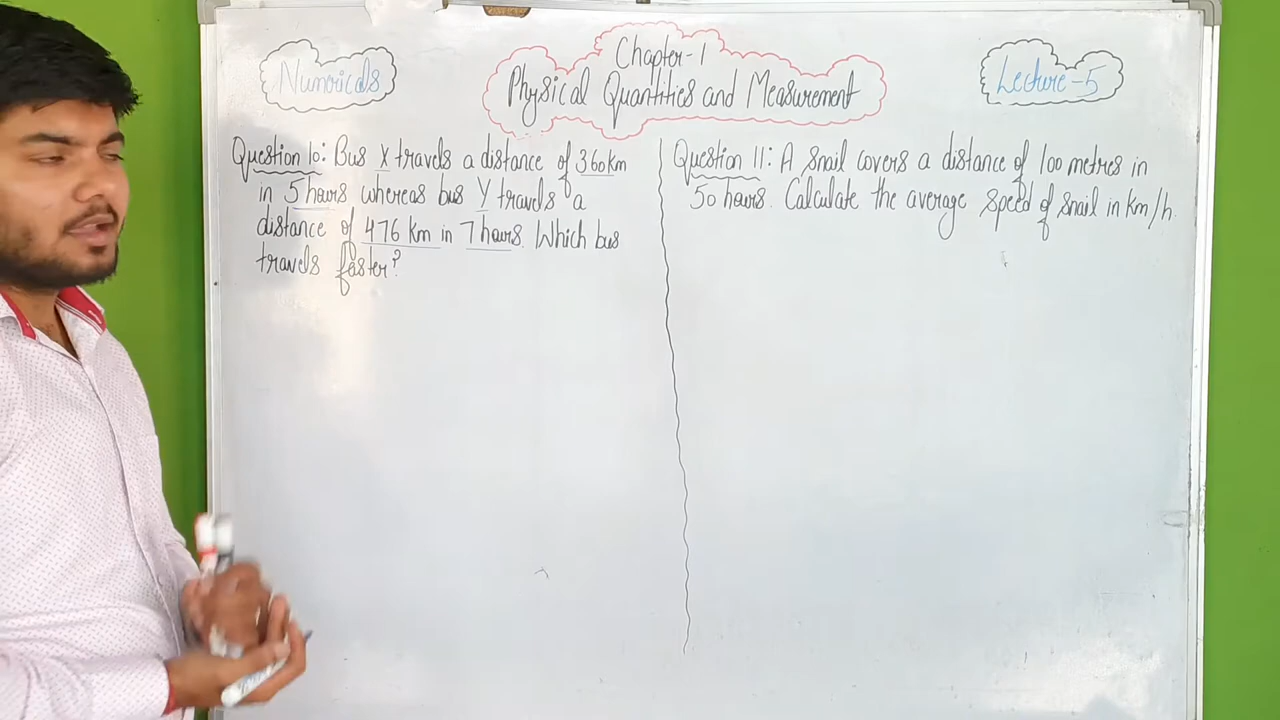 Numericals
Chapter-1
Physical Quantities and Measurement
Lecture-5
Question 10: Bus X travels a distance of 360km
in 5 hours whereas bus Y travels a
distance of 476 km in 7 hours. Which bus
travels faster?
Question 11: A Snail covers a distance of 100 metres in
50 hours. Calculate the average speed of snail in km/h.